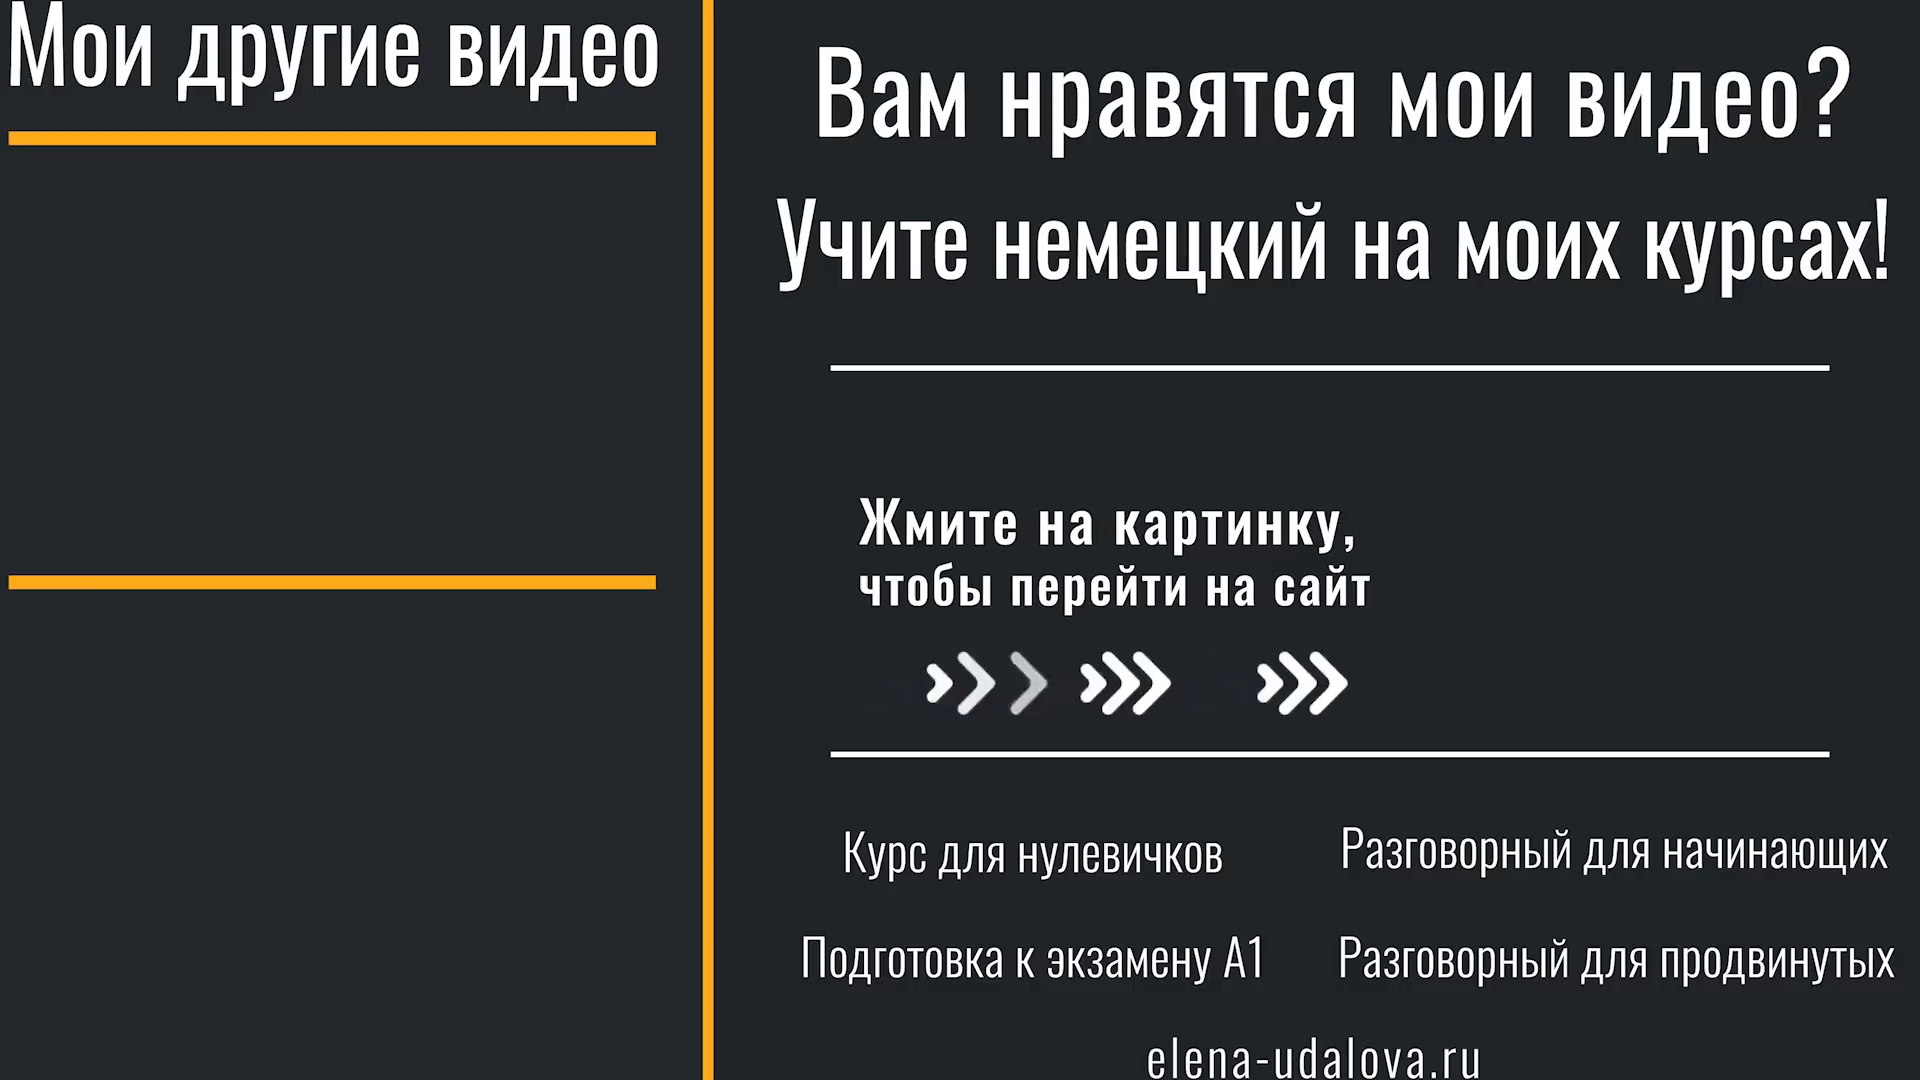 Мои другие видео
Вам нравятся мои видео?
Учите немецкий на моих курсах!
Жмите на картинку,
чтобы перейти на сайт
Курс для нулевичков
Разговорный для начинающих
Подготовка к экзамену А1
Разговорный для продвинутых
elena-udalova.ru